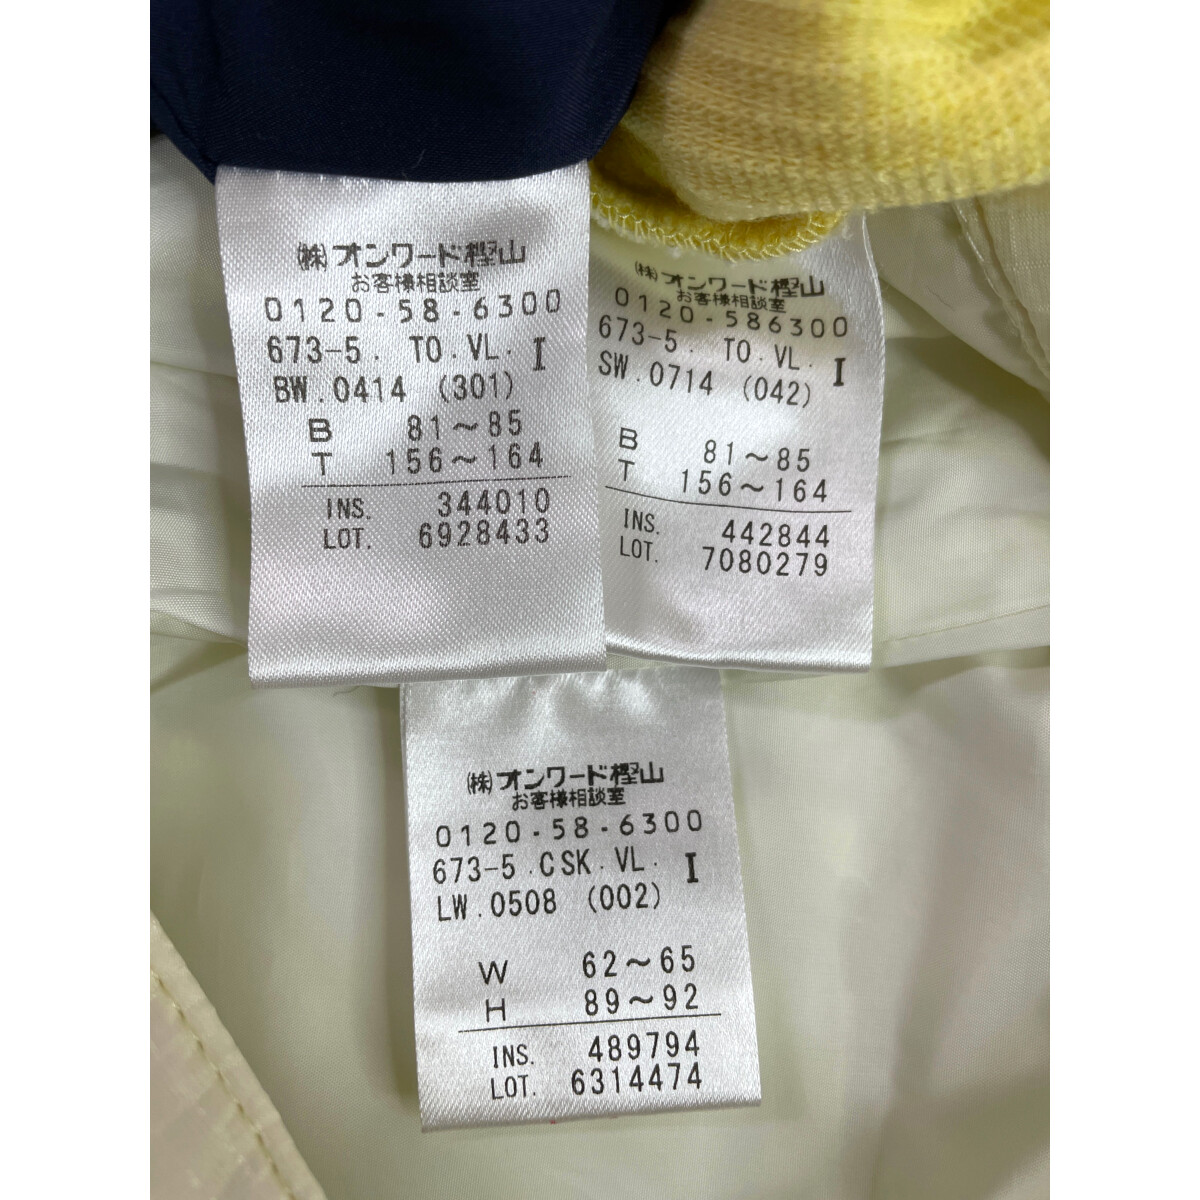 ㈱オンワード樫山
お客様相談室
0120-58-6300
673-5. TO.VL. I
BW.0414 (301)
B 81〜85
T 156〜164
INS. 344010
LOT. 6928433
㈱オンワード樫山
お客様相談室
0120-586300
673-5. TO.VL. I
SW.0714 (042)
B 81〜85
T 156〜164
INS. 442844
LOT. 7080279
㈱オンワード樫山
お客様相談室
0120-58-6300
673-5.CSK.VL. I
LW.0508 (002)
W 62〜65
H 89〜92
INS. 489794
LOT. 6314474